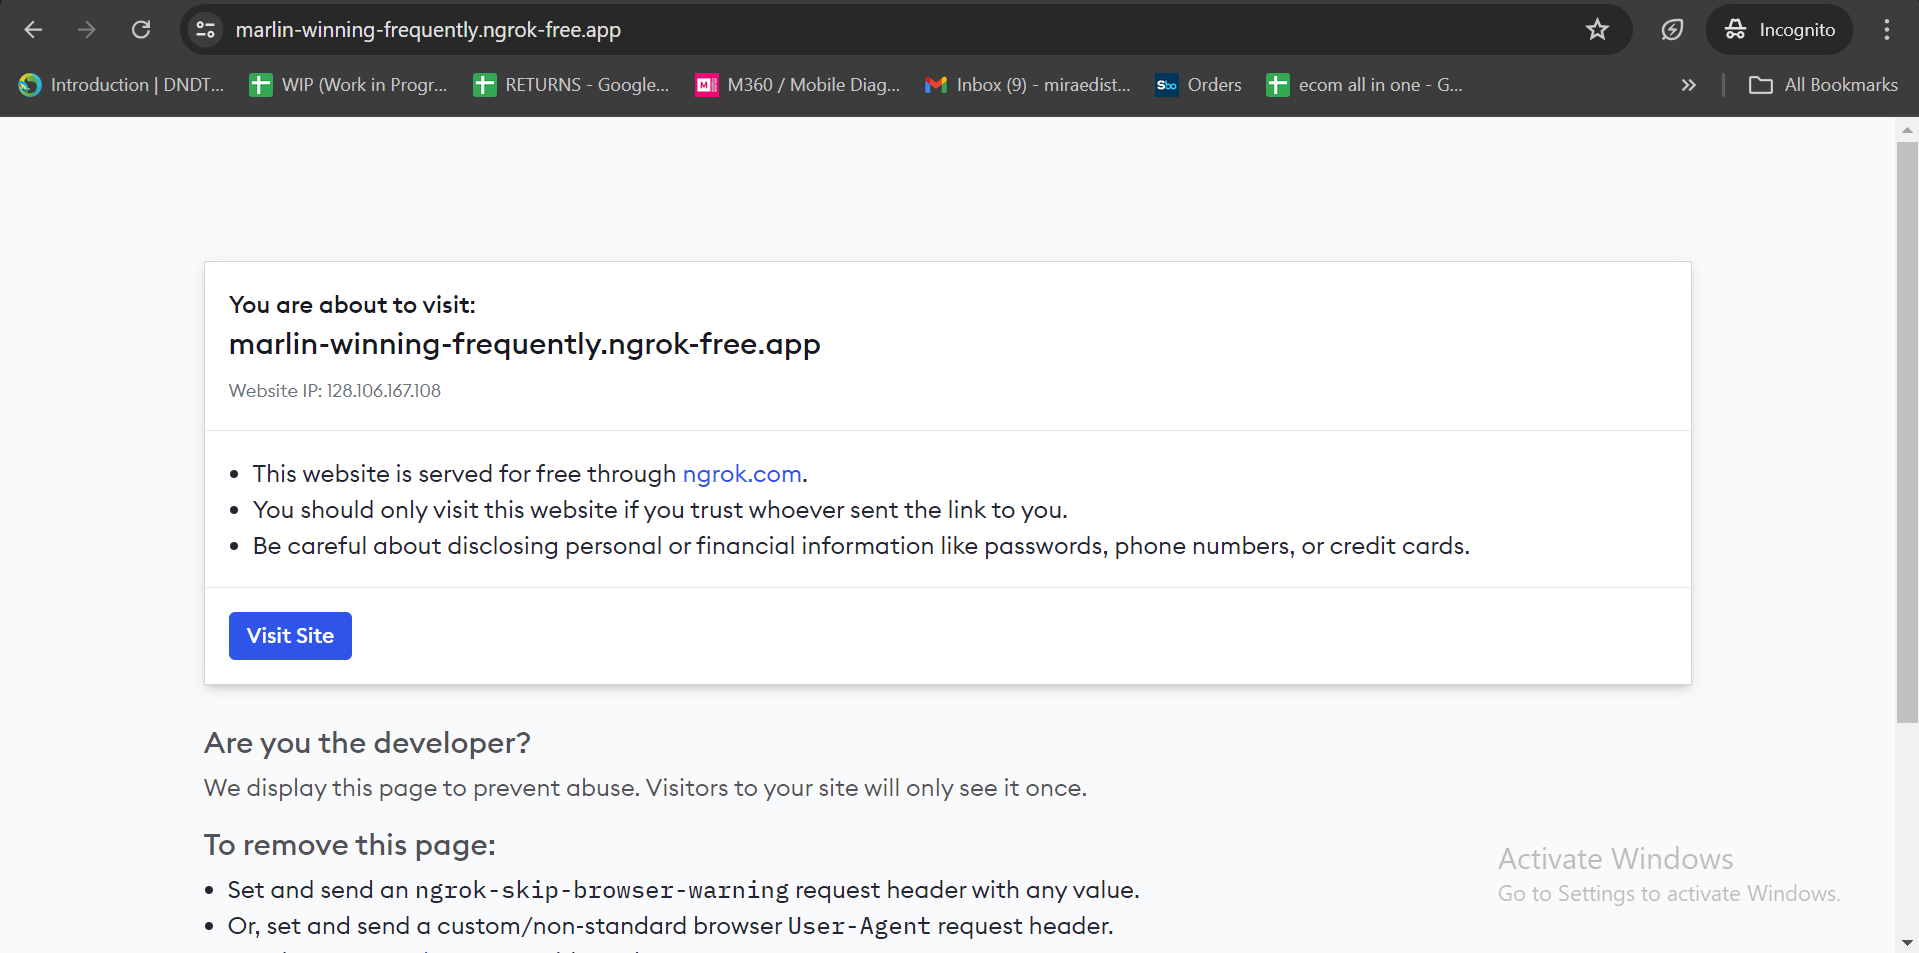 marlin-winning-frequently.ngrok-free.app
Incognito
Introduction | DNDT...
WIP (Work in Progr...
RETURNS - Google...
M360 / Mobile Diag...
Inbox (9) - miraedist...
Sbo
Orders
ecom all in one - G...
All Bookmarks
You are about to visit:
marlin-winning-frequently.ngrok-free.app
Website IP: 128.106.167.108
This website is served for free through ngrok.com.
You should only visit this website if you trust whoever sent the link to you.
Be careful about disclosing personal or financial information like passwords, phone numbers, or credit cards.
Visit Site
Are you the developer?
We display this page to prevent abuse. Visitors to your site will only see it once.
To remove this page:
Set and send an ngrok-skip-browser-warning request header with any value.
Or, set and send a custom/non-standard browser User-Agent request header.
Activate Windows
Go to Settings to activate Windows.